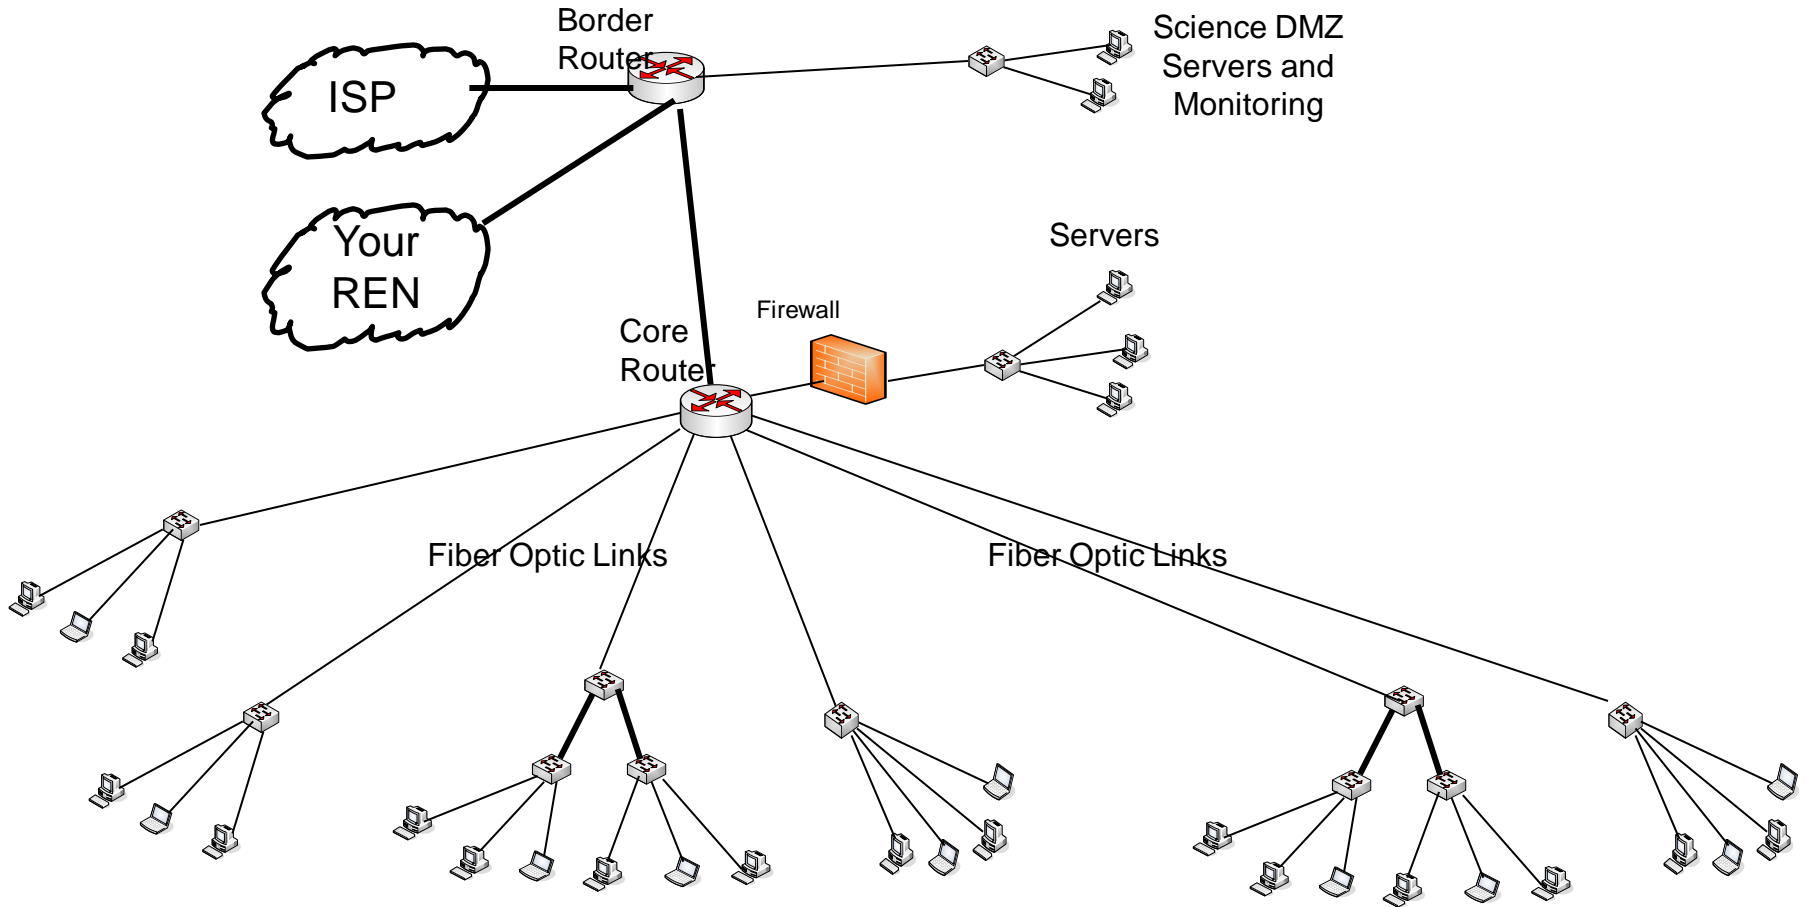 Border
Router
Science DMZ
Servers and
Monitoring
ISP
Your
REN
Servers
Firewall
Core
Router
Fiber Optic Links
Fiber Optic Links